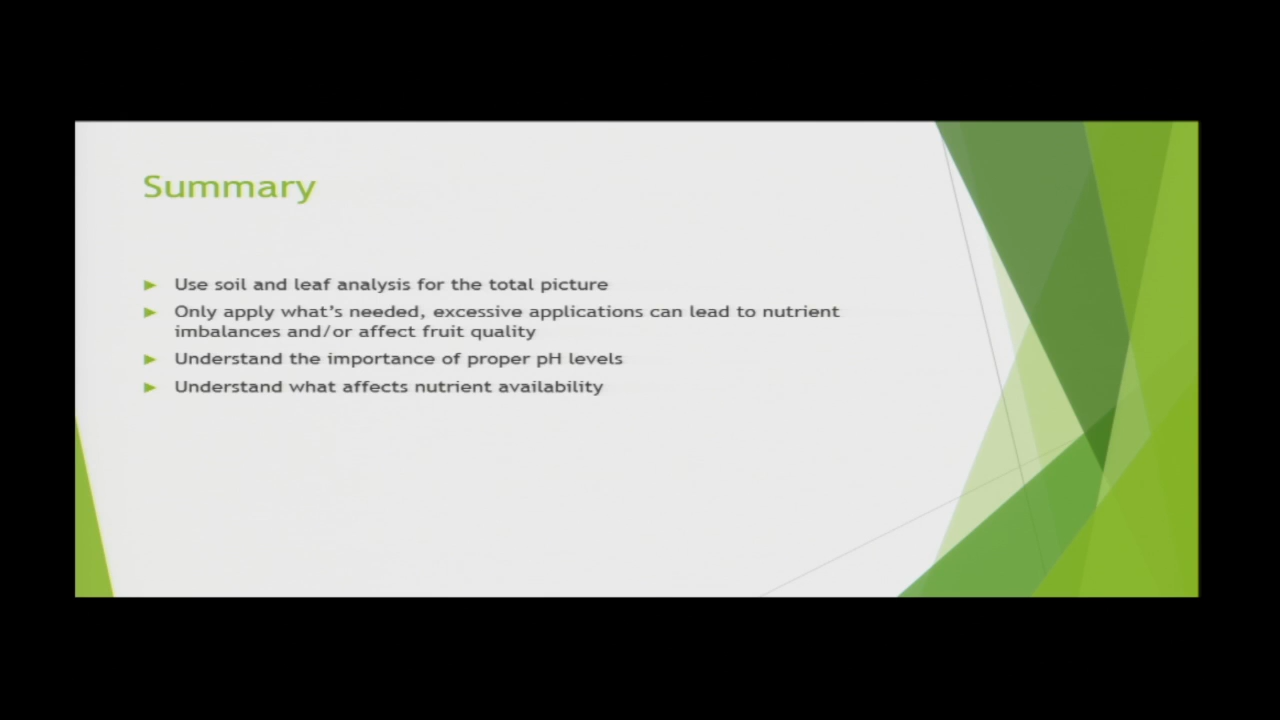 Summary
Use soil and leaf analysis for the total picture
Only apply what's needed, excessive applications can lead to nutrient
imbalances and/or affect fruit quality
Understand the importance of proper pH levels
Understand what affects nutrient availability